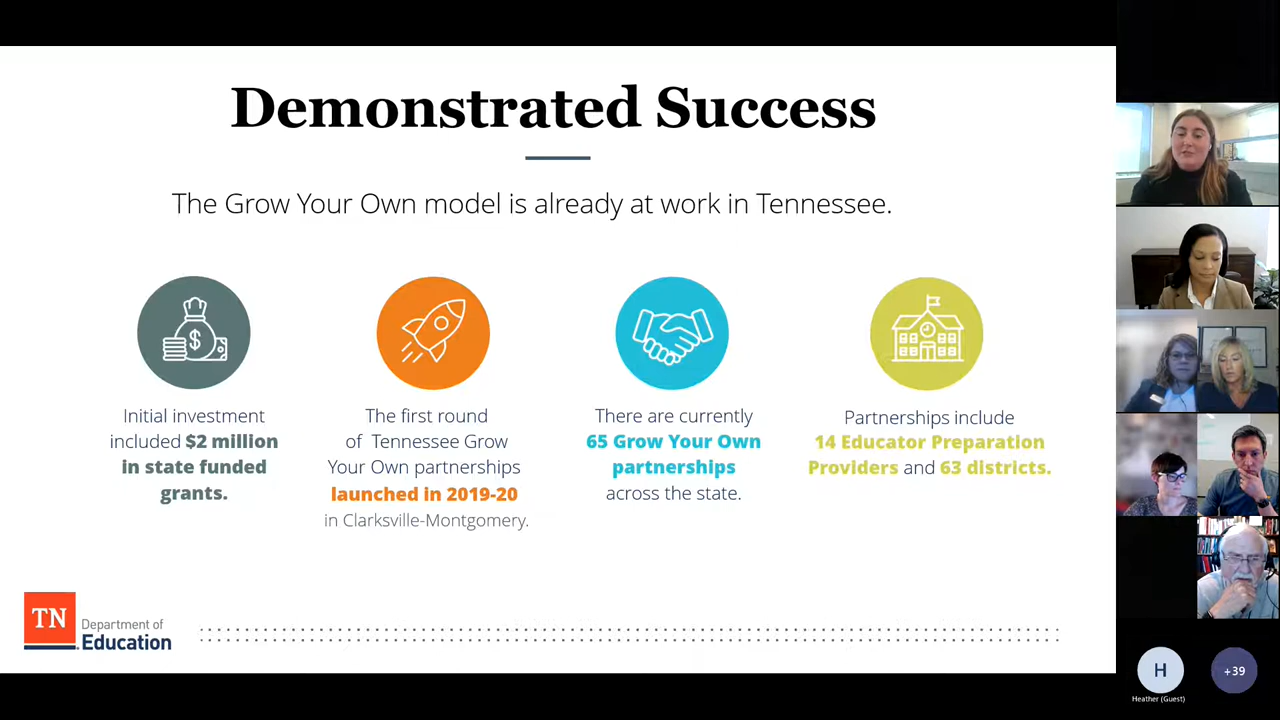 Demonstrated Success
The Grow Your Own model is already at work in Tennessee.
$
Initial investment
included $2 million
in state funded
grants.
The first round
of Tennessee Grow
Your Own partnerships
launched in 2019-20
in Clarksville-Montgomery.
There are currently
65 Grow Your Own
partnerships
across the state.
Partnerships include
14 Educator Preparation
Providers and 63 districts.
TN
Department of
Education
H
+39
Heather (Guest)